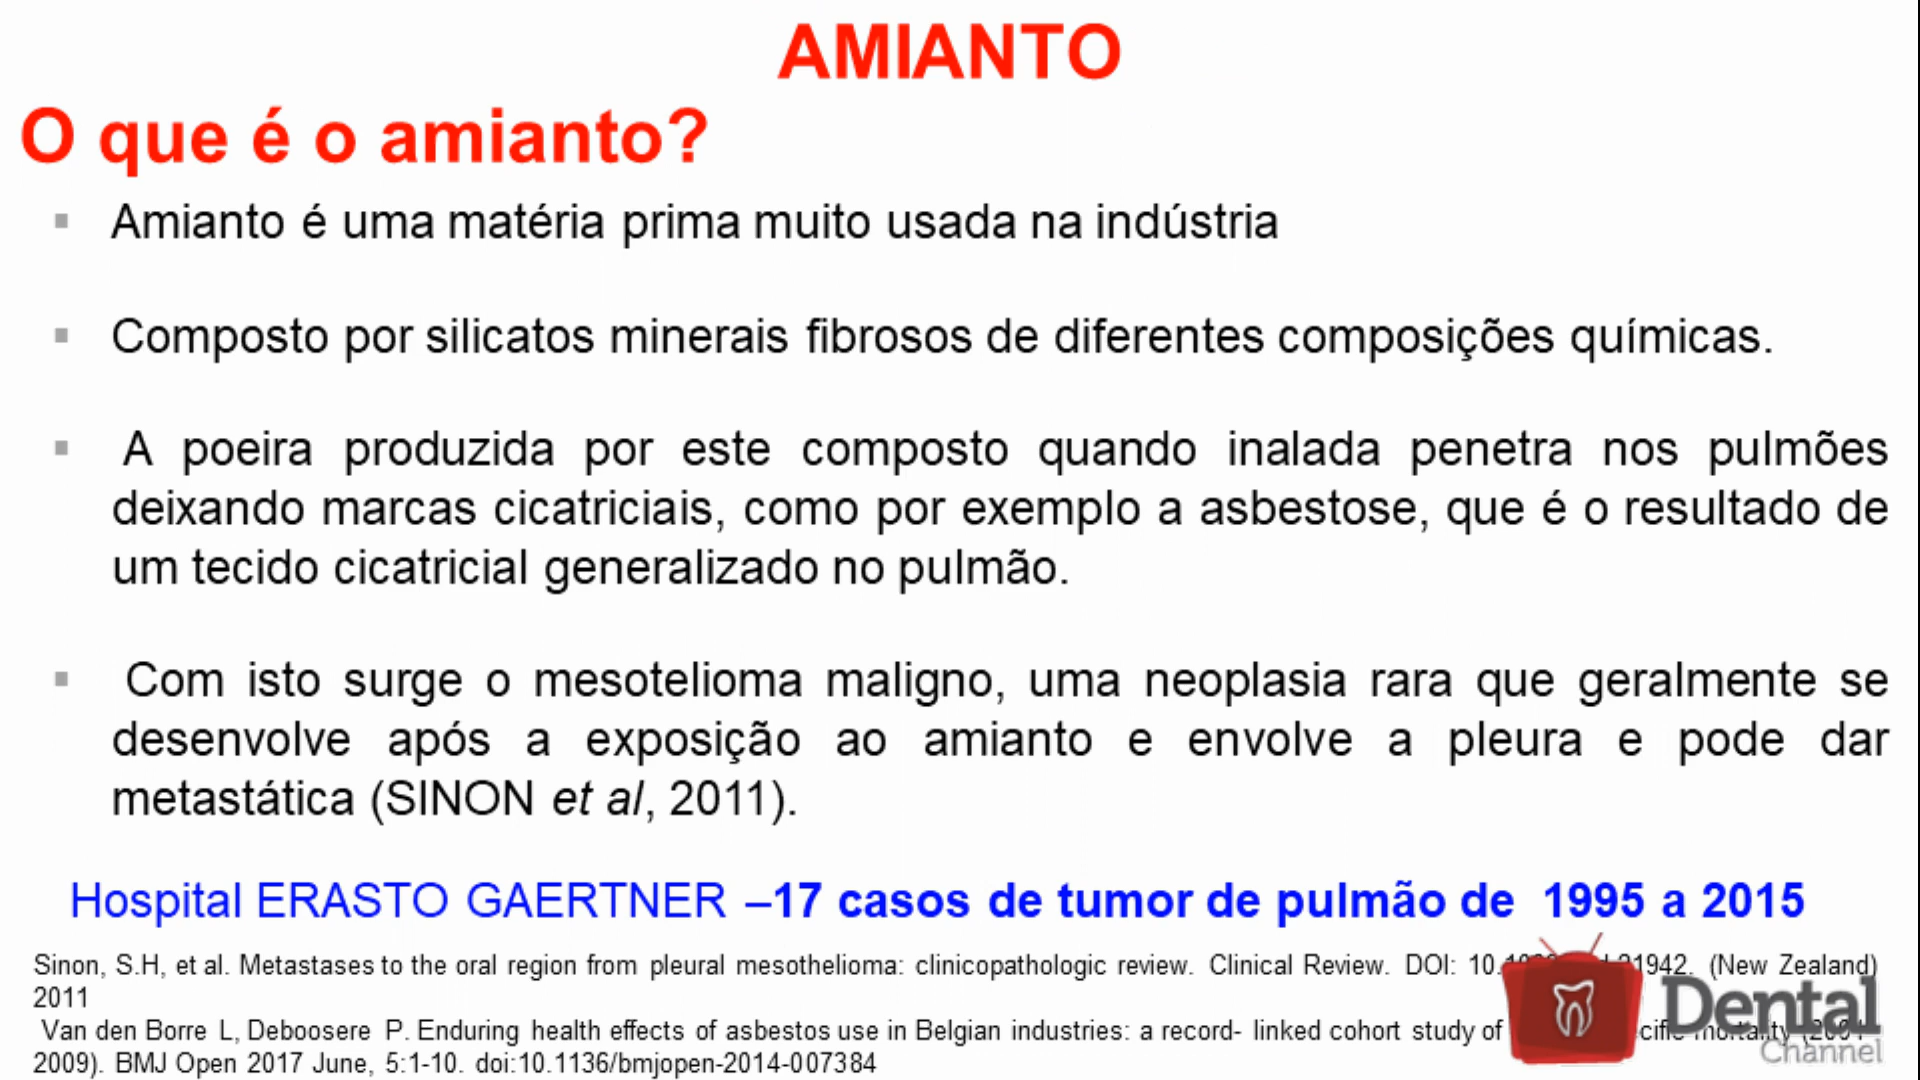 AMIANTO
O que é o amianto?
▪ Amianto é uma matéria prima muito usada na indústria
▪ Composto por silicatos minerais fibrosos de diferentes composições químicas.
▪ A poeira produzida por este composto quando inalada penetra nos pulmões
deixando marcas cicatriciais, como por exemplo a asbestose, que é o resultado de
um tecido cicatricial generalizado no pulmão.
▪ Com isto surge o mesotelioma maligno, uma neoplasia rara que geralmente se
desenvolve após a exposição ao amianto e envolve a pleura e pode dar
metastática (SINON et al, 2011).
Hospital ERASTO GAERTNER –17 casos de tumor de pulmão de 1995 a 2015
Sinon, S.H, et al. Metastases to the oral region from pleural mesothelioma: clinicopathologic review. Clinical Review. DOI: 10. 21942. (New Zealand)
2011
Van den Borre L, Deboosere P. Enduring health effects of asbestos use in Belgian industries: a record- linked cohort study of mortality
2009). BMJ Open 2017 June, 5:1-10. doi:10.1136/bmjopen-2014-007384
Dental
Channel